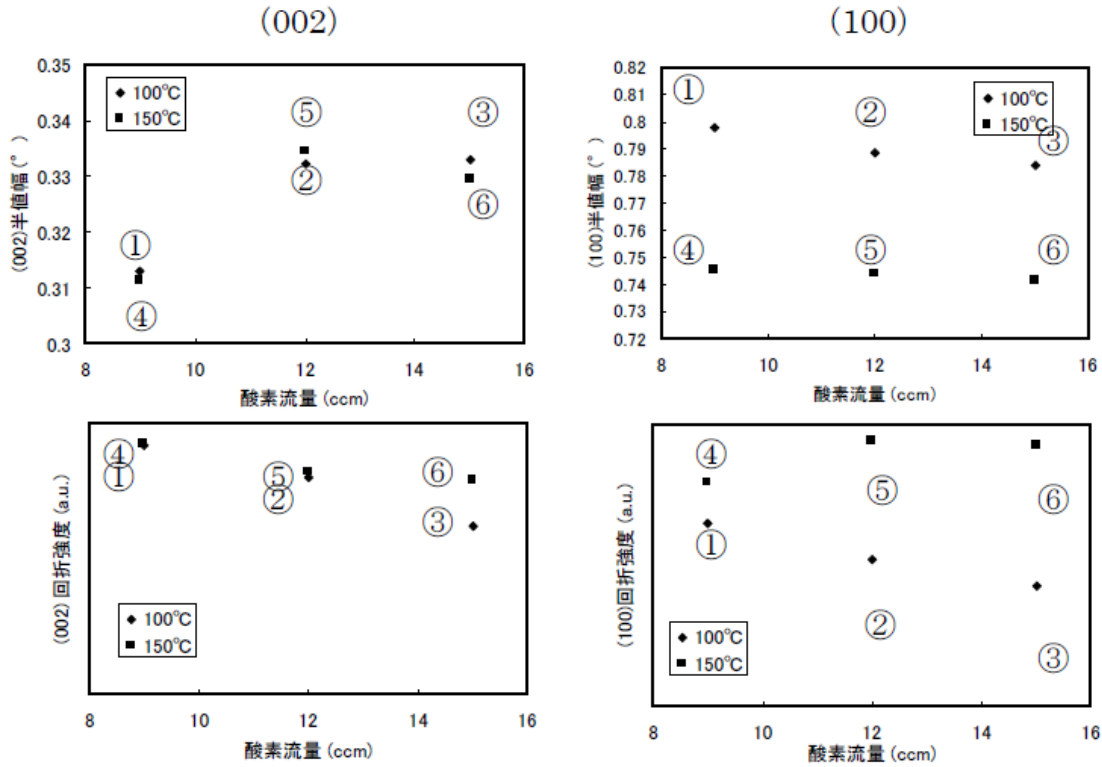 (002)
(100)
0.35
0.34
0.33
0.32
0.31
0.3
8 10 12 14 16
(002)半値幅(°)
酸素流量(ccm)
◆ 100℃
■ 150℃
① ④ ⑤ ② ③ ⑥
0.82
0.81
0.8
0.79
0.78
0.77
0.76
0.75
0.74
0.73
0.72
8 10 12 14 16
(100)半値幅(°)
酸素流量(ccm)
◆ 100℃
■ 150℃
① ② ③
④ ⑤ ⑥
(002)回折強度(a.u.)
④ ⑤ ⑥
① ② ③
◆ 100℃
■ 150℃
8 10 12 14 16
酸素流量(ccm)
(100)回折強度(a.u.)
④ ⑤ ⑥
① ② ③
◆ 100℃
■ 150℃
8 10 12 14 16
酸素流量(ccm)